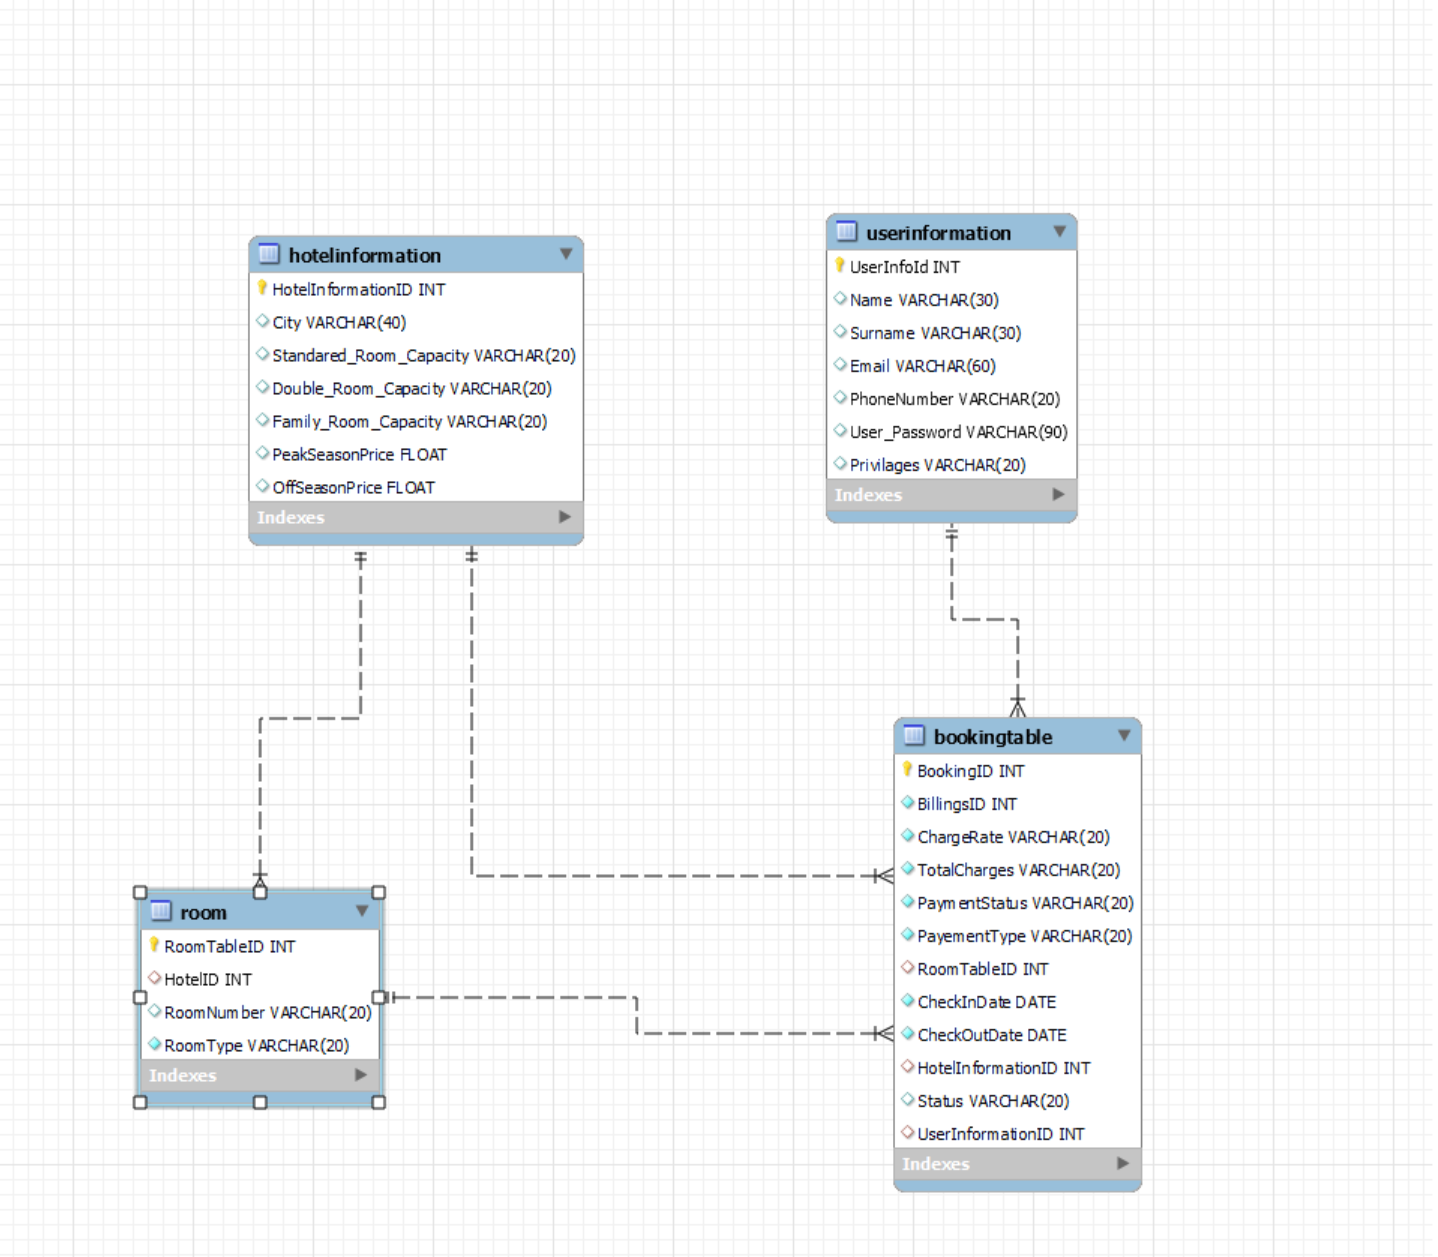 hotelinformation
HotelInformationID INT
City VARCHAR(40)
Standared_Room_Capacity VARCHAR(20)
Double_Room_Capacity VARCHAR(20)
Family_Room_Capacity VARCHAR(20)
PeakSeasonPrice FLOAT
OffSeasonPrice FLOAT
Indexes
userinformation
UserInfoId INT
Name VARCHAR(30)
Surname VARCHAR(30)
Email VARCHAR(60)
PhoneNumber VARCHAR(20)
User_Password VARCHAR(90)
Privilages VARCHAR(20)
Indexes
room
RoomTableID INT
HotelID INT
RoomNumber VARCHAR(20)
RoomType VARCHAR(20)
Indexes
bookingtable
BookingID INT
BillingsID INT
ChargeRate VARCHAR(20)
TotalCharges VARCHAR(20)
PaymentStatus VARCHAR(20)
PayementType VARCHAR(20)
RoomTableID INT
CheckInDate DATE
CheckOutDate DATE
HotelInformationID INT
Status VARCHAR(20)
UserInformationID INT
Indexes